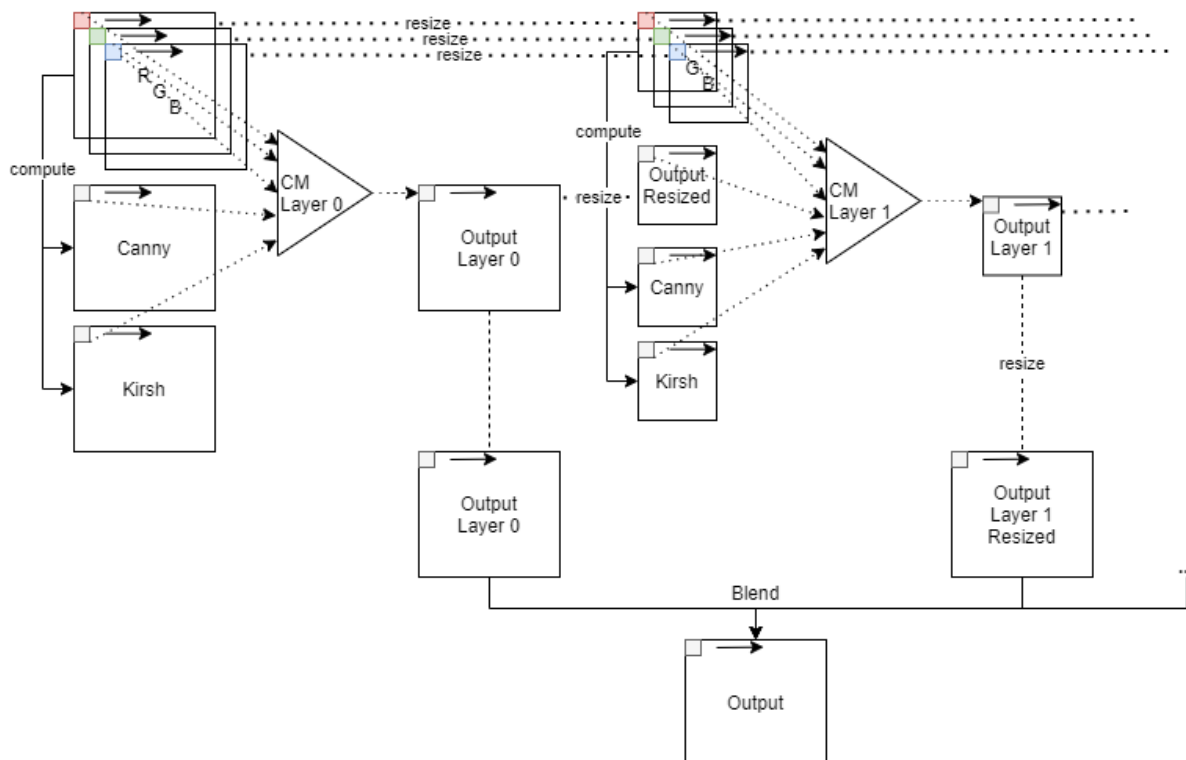 resize
resize
resize
R
G
B
G
B
compute
compute
CM
Layer 0
CM
Layer 1
Output
Resized
resize
Canny
Output
Layer 0
Output
Layer 1
Canny
Kirsh
Kirsh
resize
Output
Layer 0
Output
Layer 1
Resized
Blend
Output